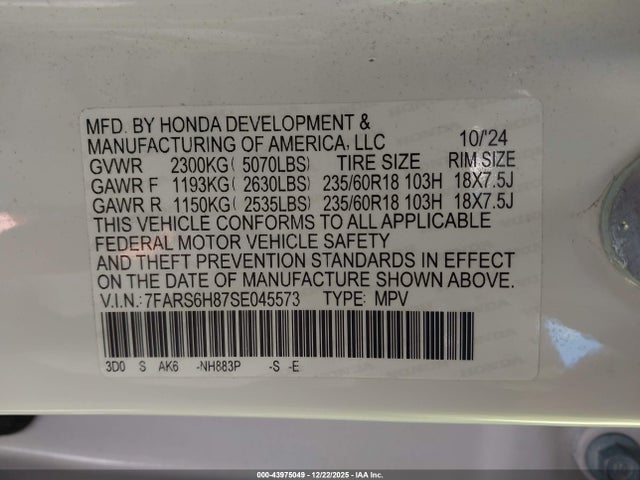 MFD. BY HONDA DEVELOPMENT &
MANUFACTURING OF AMERICA, LLC 10/'24
GVWR 2300KG( 5070LBS) TIRE SIZE RIM SIZE
GAWR F 1193KG( 2630LBS) 235/60R18 103H 18X7.5J
GAWR R 1150KG( 2535LBS) 235/60R18 103H 18X7.5J
THIS VEHICLE CONFORMS TO ALL APPLICABLE
FEDERAL MOTOR VEHICLE SAFETY
AND THEFT PREVENTION STANDARDS IN EFFECT
ON THE DATE OF MANUFACTURE SHOWN ABOVE.
V.I.N.:7FARS6H87SE045573 TYPE: MPV
3D0 S AK6 -NH883P -S -E
000-43975049 - 12/22/2025 - IAA Inc.